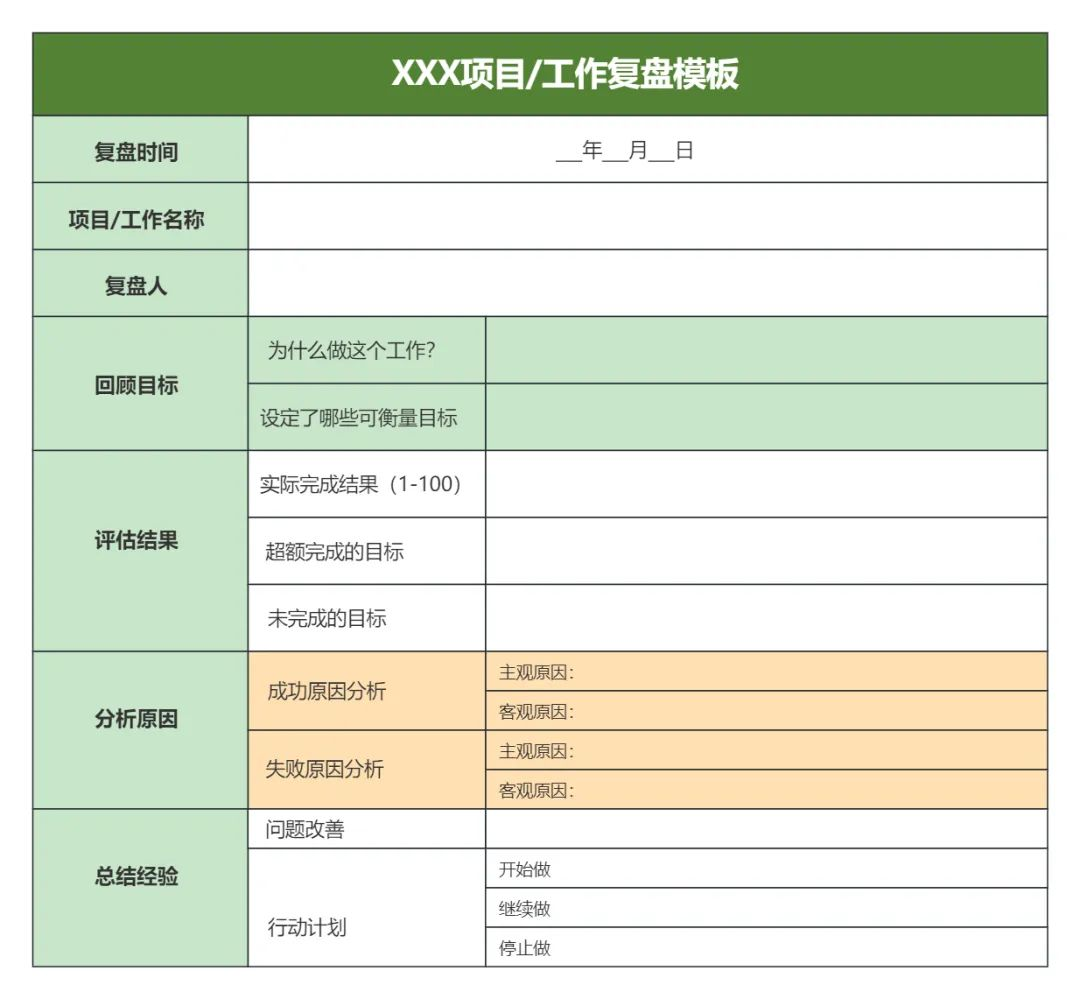 XXX项目/工作复盘模板
复盘时间
___年___月___日
项目/工作名称
复盘人
回顾目标
为什么做这个工作?
设定了哪些可衡量目标
评估结果
实际完成结果（1-100）
超额完成的目标
未完成的目标
分析原因
成功原因分析
主观原因:
客观原因:
失败原因分析
主观原因:
客观原因:
总结经验
问题改善
行动计划
开始做
继续做
停止做